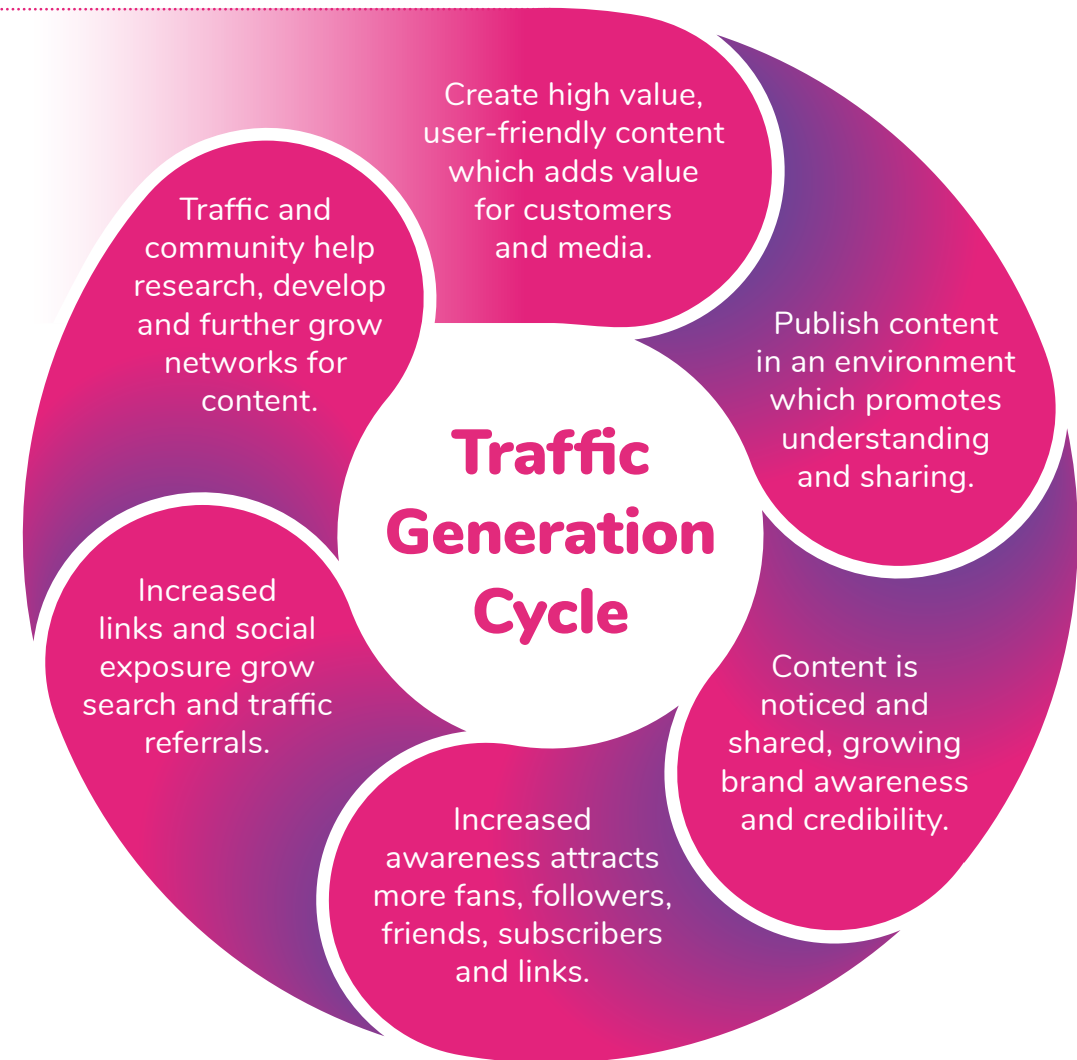 Create high value,
user-friendly content
which adds value
for customers
and media.
Publish content
in an environment
which promotes
understanding
and sharing.
Content is
noticed and
shared, growing
brand awareness
and credibility.
Increased
awareness attracts
more fans, followers,
friends, subscribers
and links.
Increased
links and social
exposure grow
search and traffic
referrals.
Traffic and
community help
research, develop
and further grow
networks for
content.
Traffic
Generation
Cycle